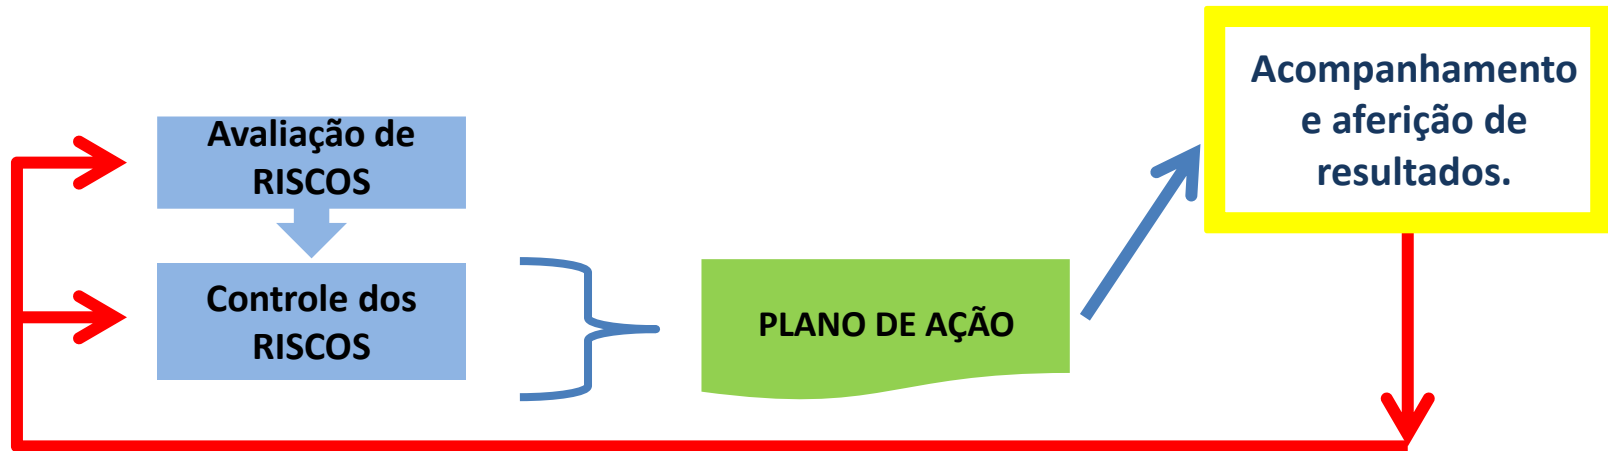 Avaliação de
RISCOS
Controle dos
RISCOS
PLANO DE AÇÃO
Acompanhamento
e aferição de
resultados.